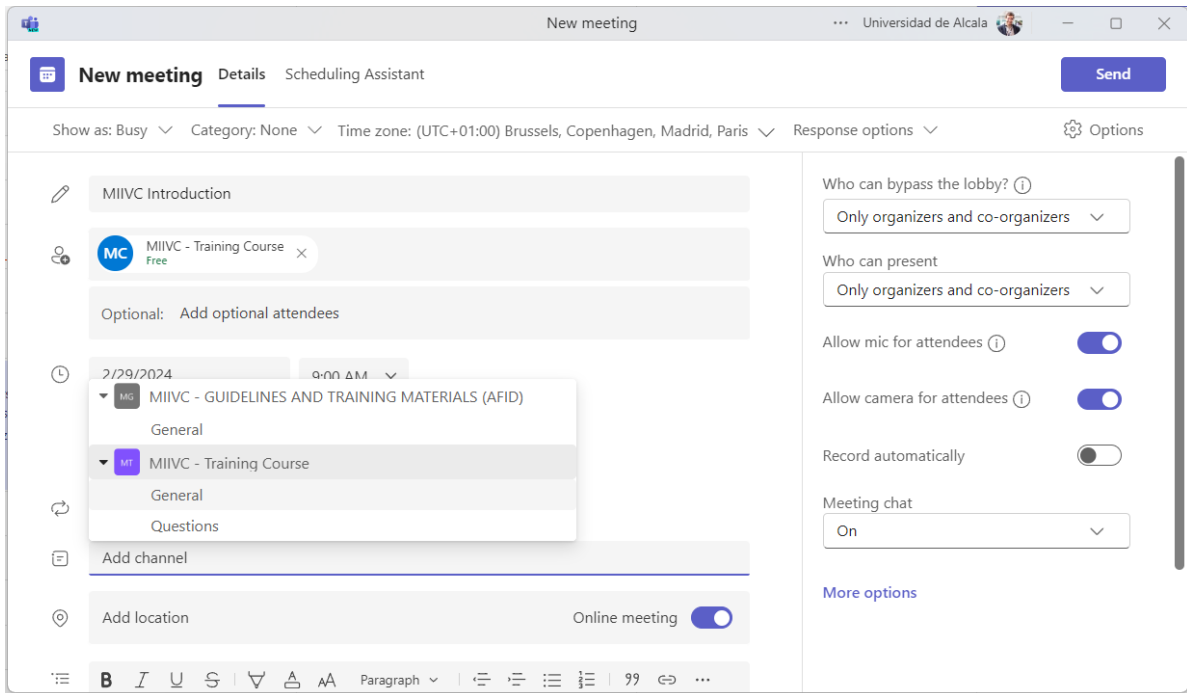 New meeting
Universidad de Alcala
New meeting Details Scheduling Assistant
Send
Show as: Busy Category: None Time zone: (UTC+01:00) Brussels, Copenhagen, Madrid, Paris Response options Options
MIIVC Introduction
MC MIIVC - Training Course
Free
Optional: Add optional attendees
2/29/2024 9:00 AM
MG MIIVC - GUIDELINES AND TRAINING MATERIALS (AFID)
General
MT MIIVC - Training Course
General
Questions
Add channel
Add location Online meeting
B I U S A AA Paragraph
Who can bypass the lobby?
Only organizers and co-organizers
Who can present
Only organizers and co-organizers
Allow mic for attendees
Allow camera for attendees
Record automatically
Meeting chat
On
More options